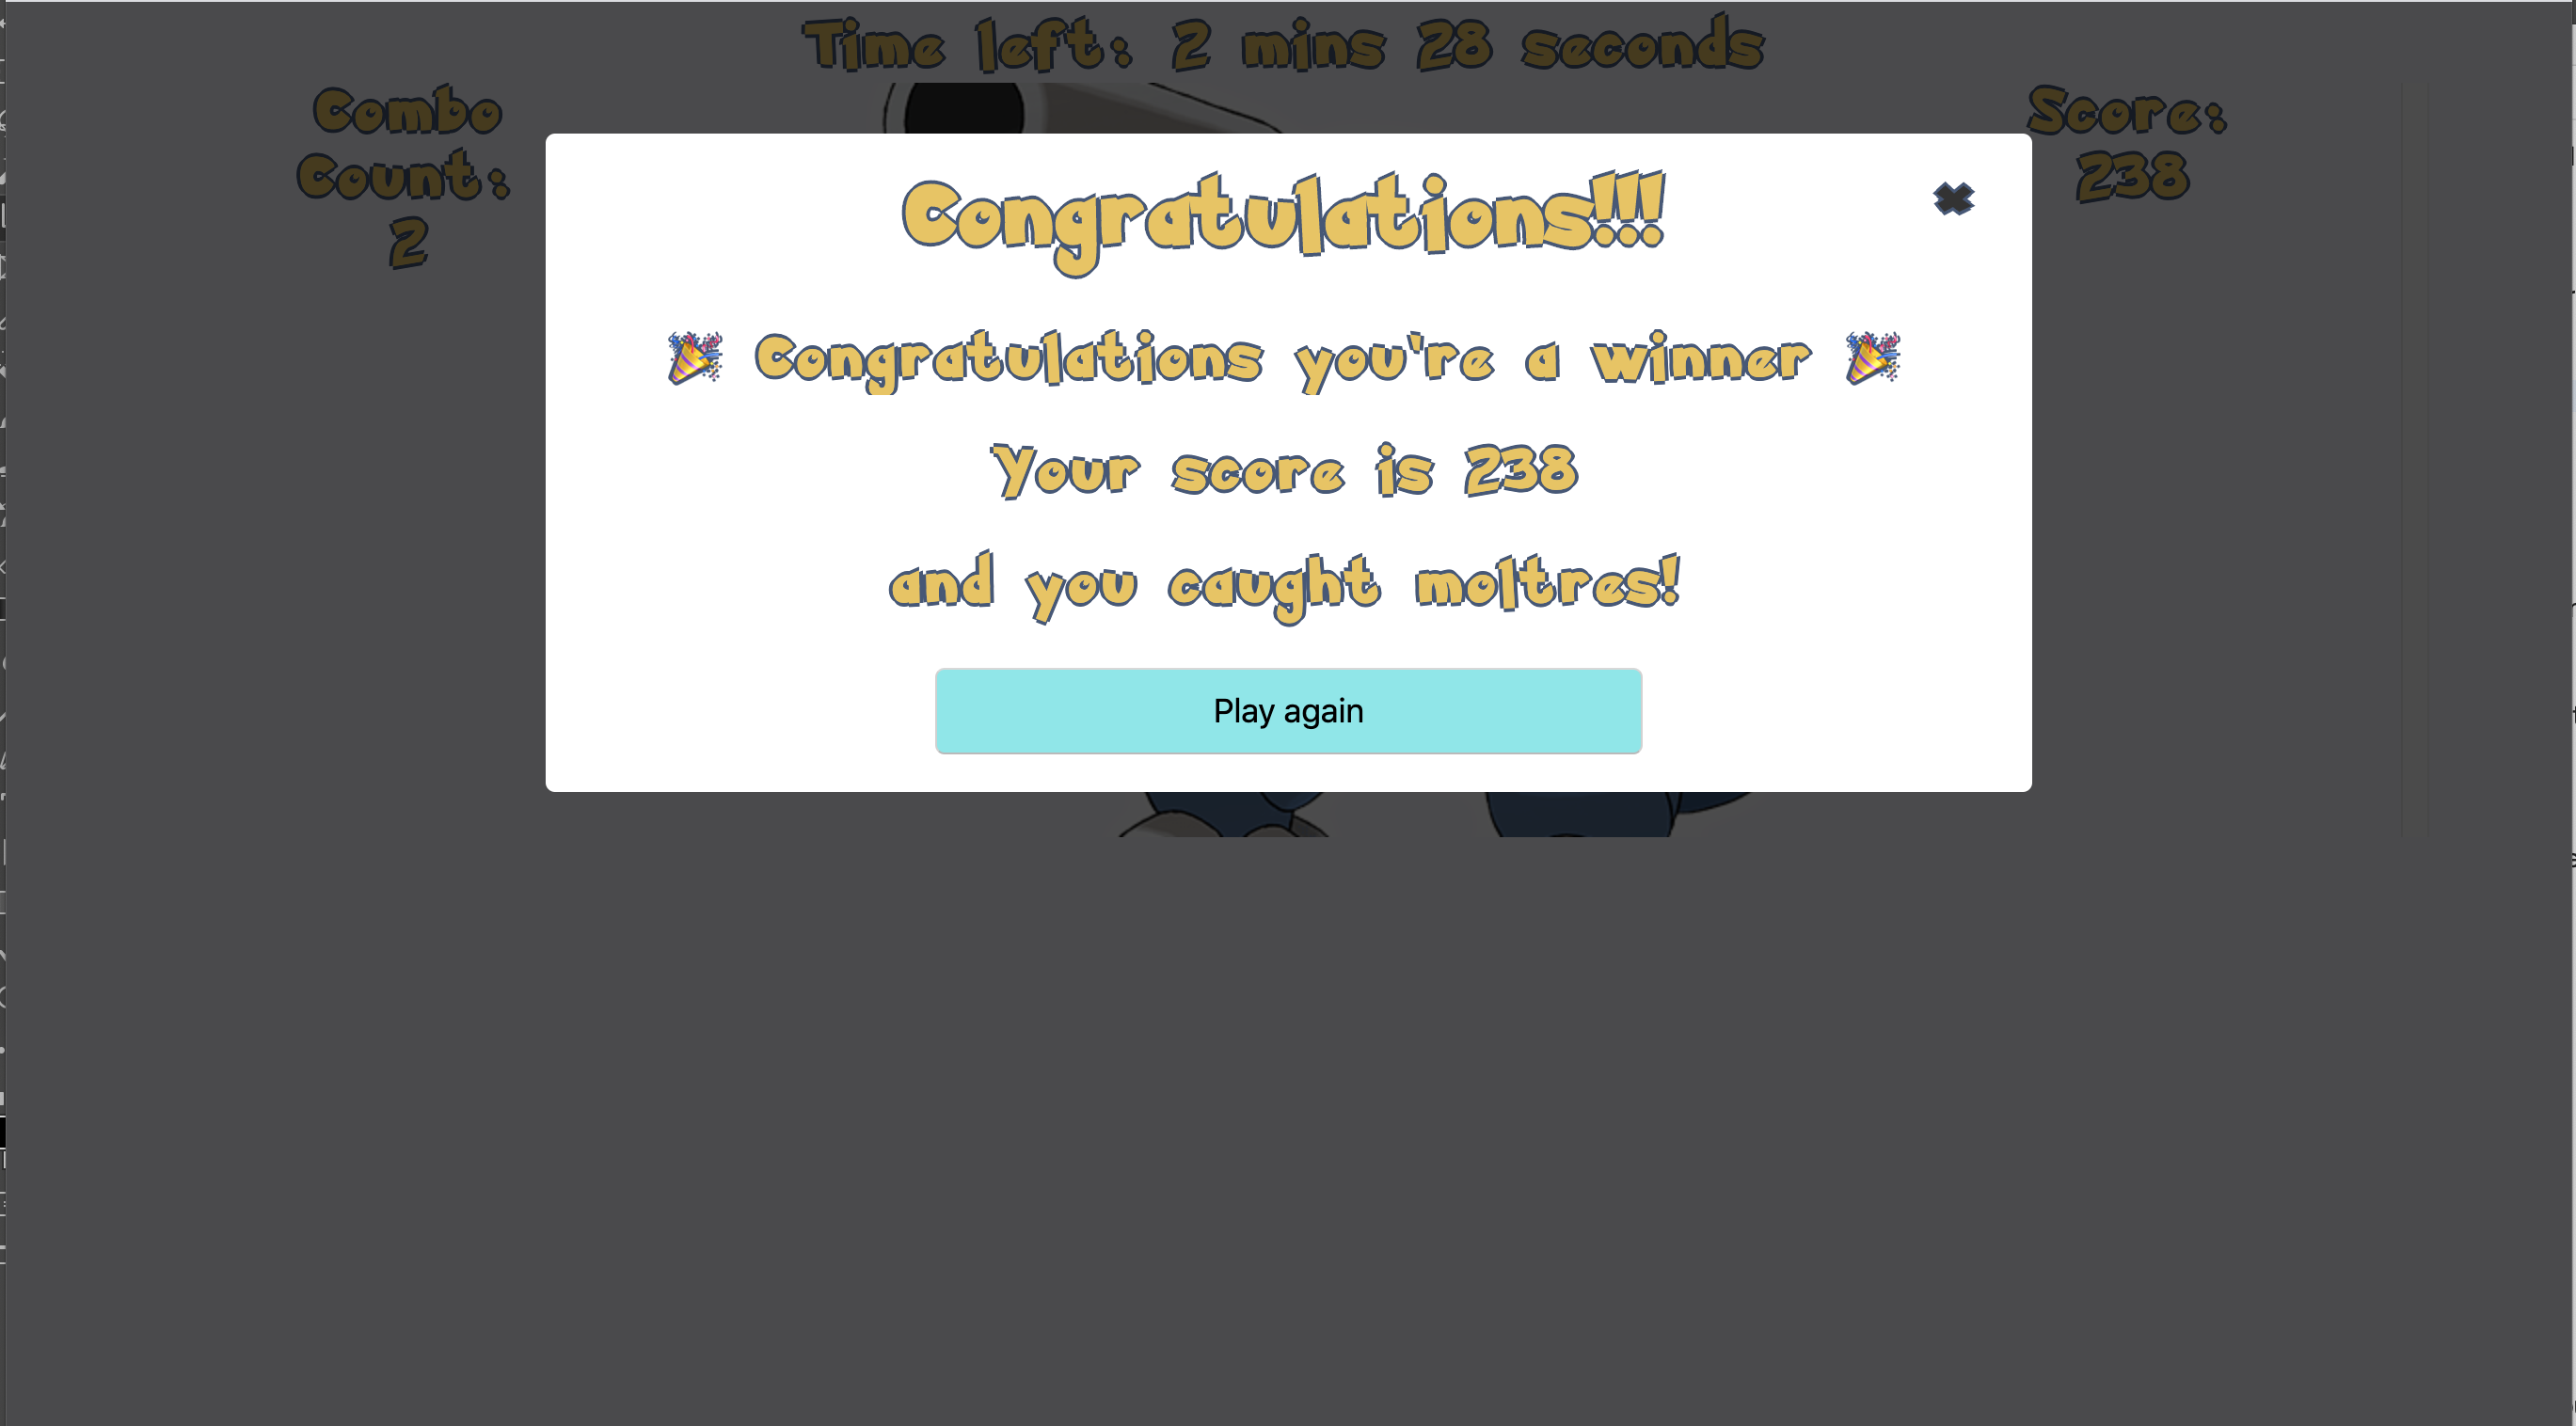 Time left: 2 mins 28 seconds
Combo
Count:
2
Score:
238
Congratulations!!!
🎉 Congratulations you're a winner 🎉
Your score is 238
and you caught moltres!
Play again